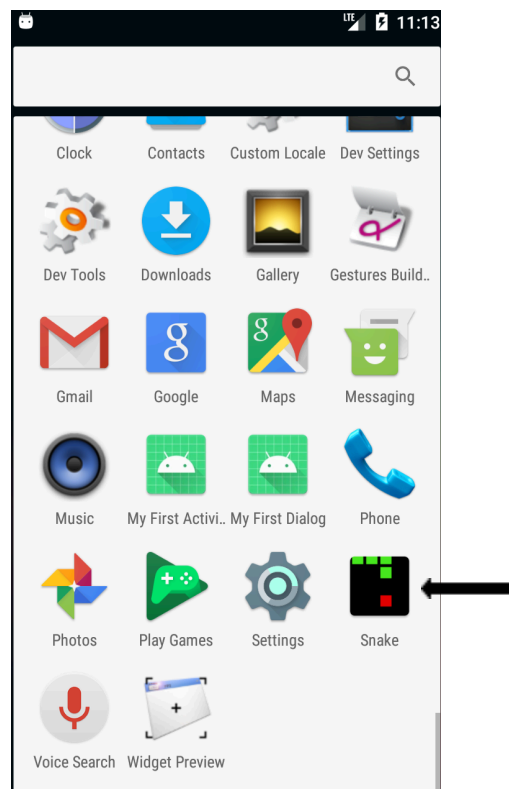 LTE 11:13
Clock Contacts Custom Locale Dev Settings
Dev Tools Downloads Gallery Gestures Build..
g g
Gmail Google Maps Messaging
Music My First Activi.. My First Dialog Phone
Photos Play Games Settings Snake
Voice Search Widget Preview